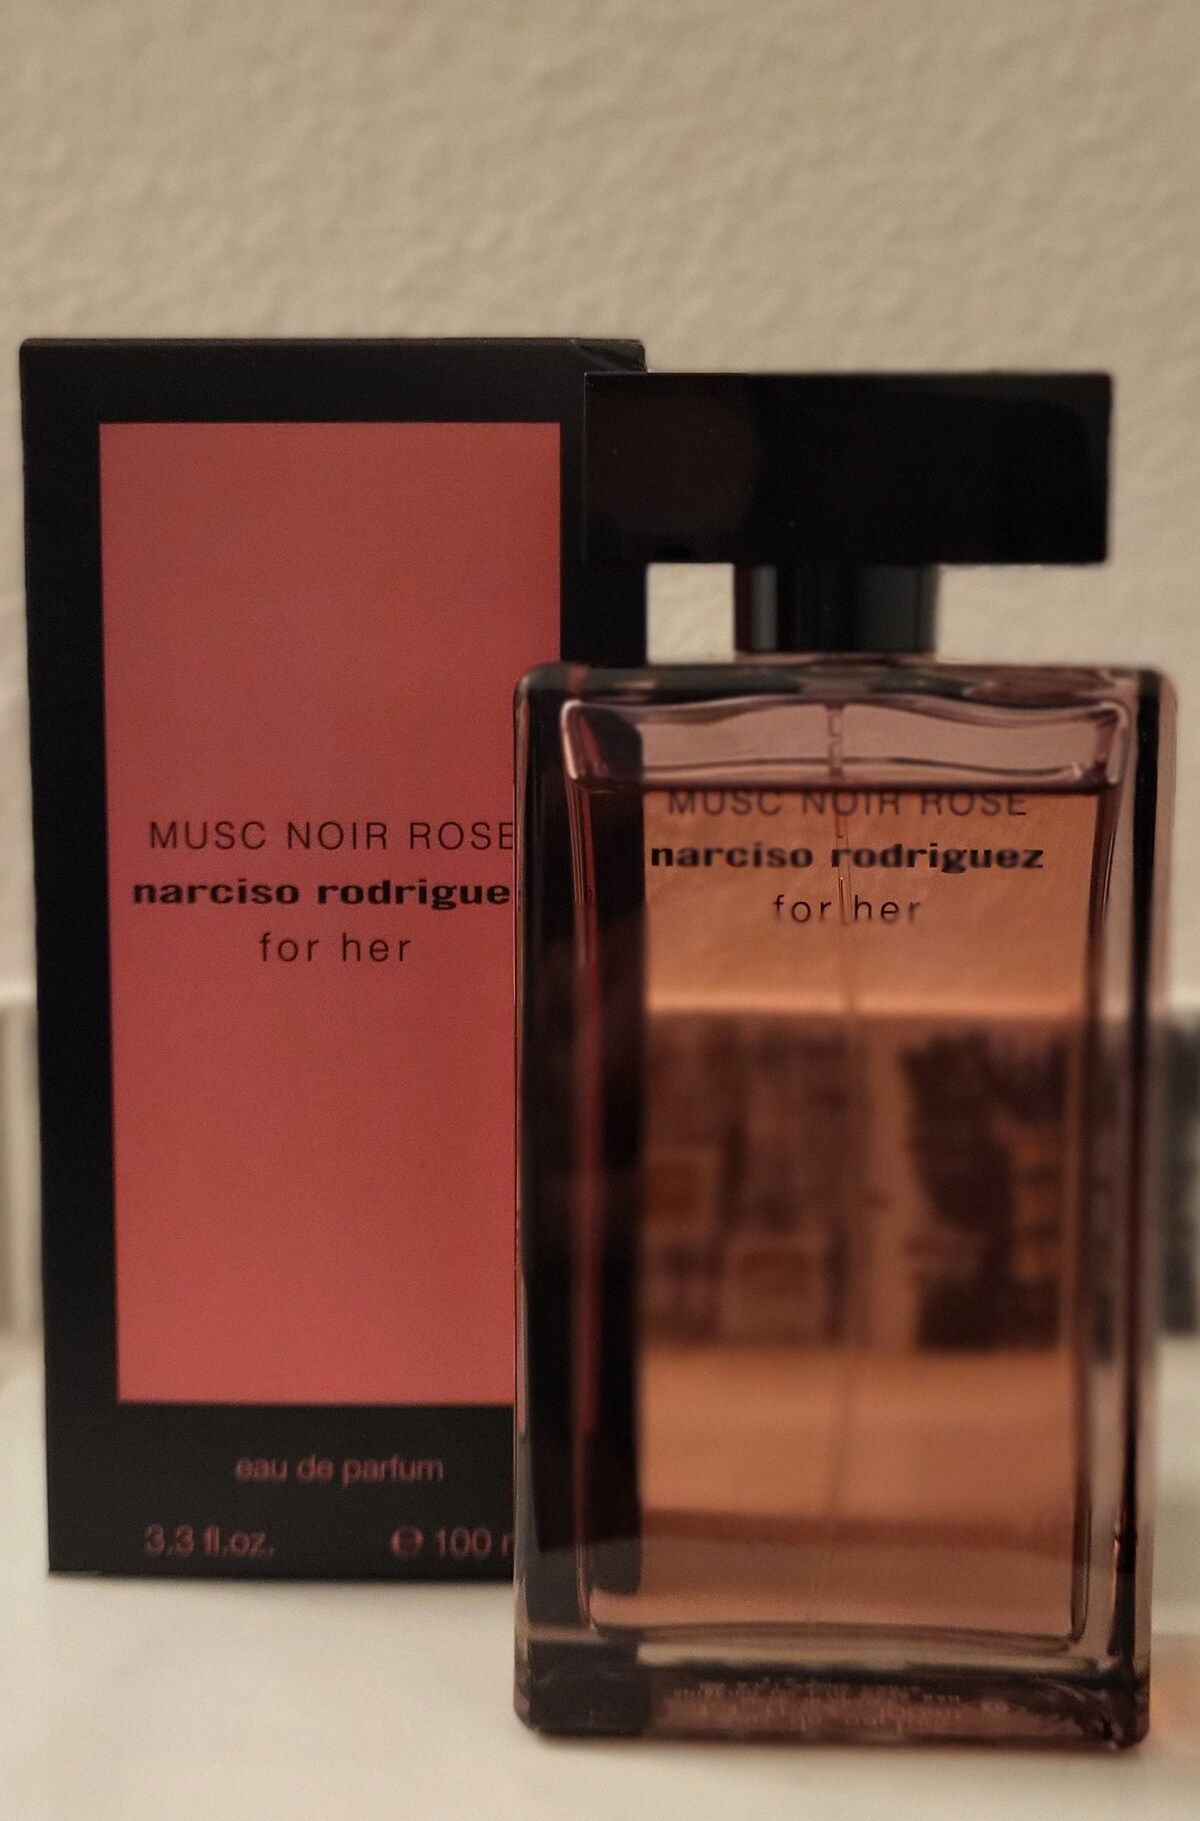 MUSC NOIR ROSE
narciso rodrigue
for her
eau de parfum
3.3 fl.oz. ℮ 100
MUSC NOIR ROSE
narciso rodriguez
for her